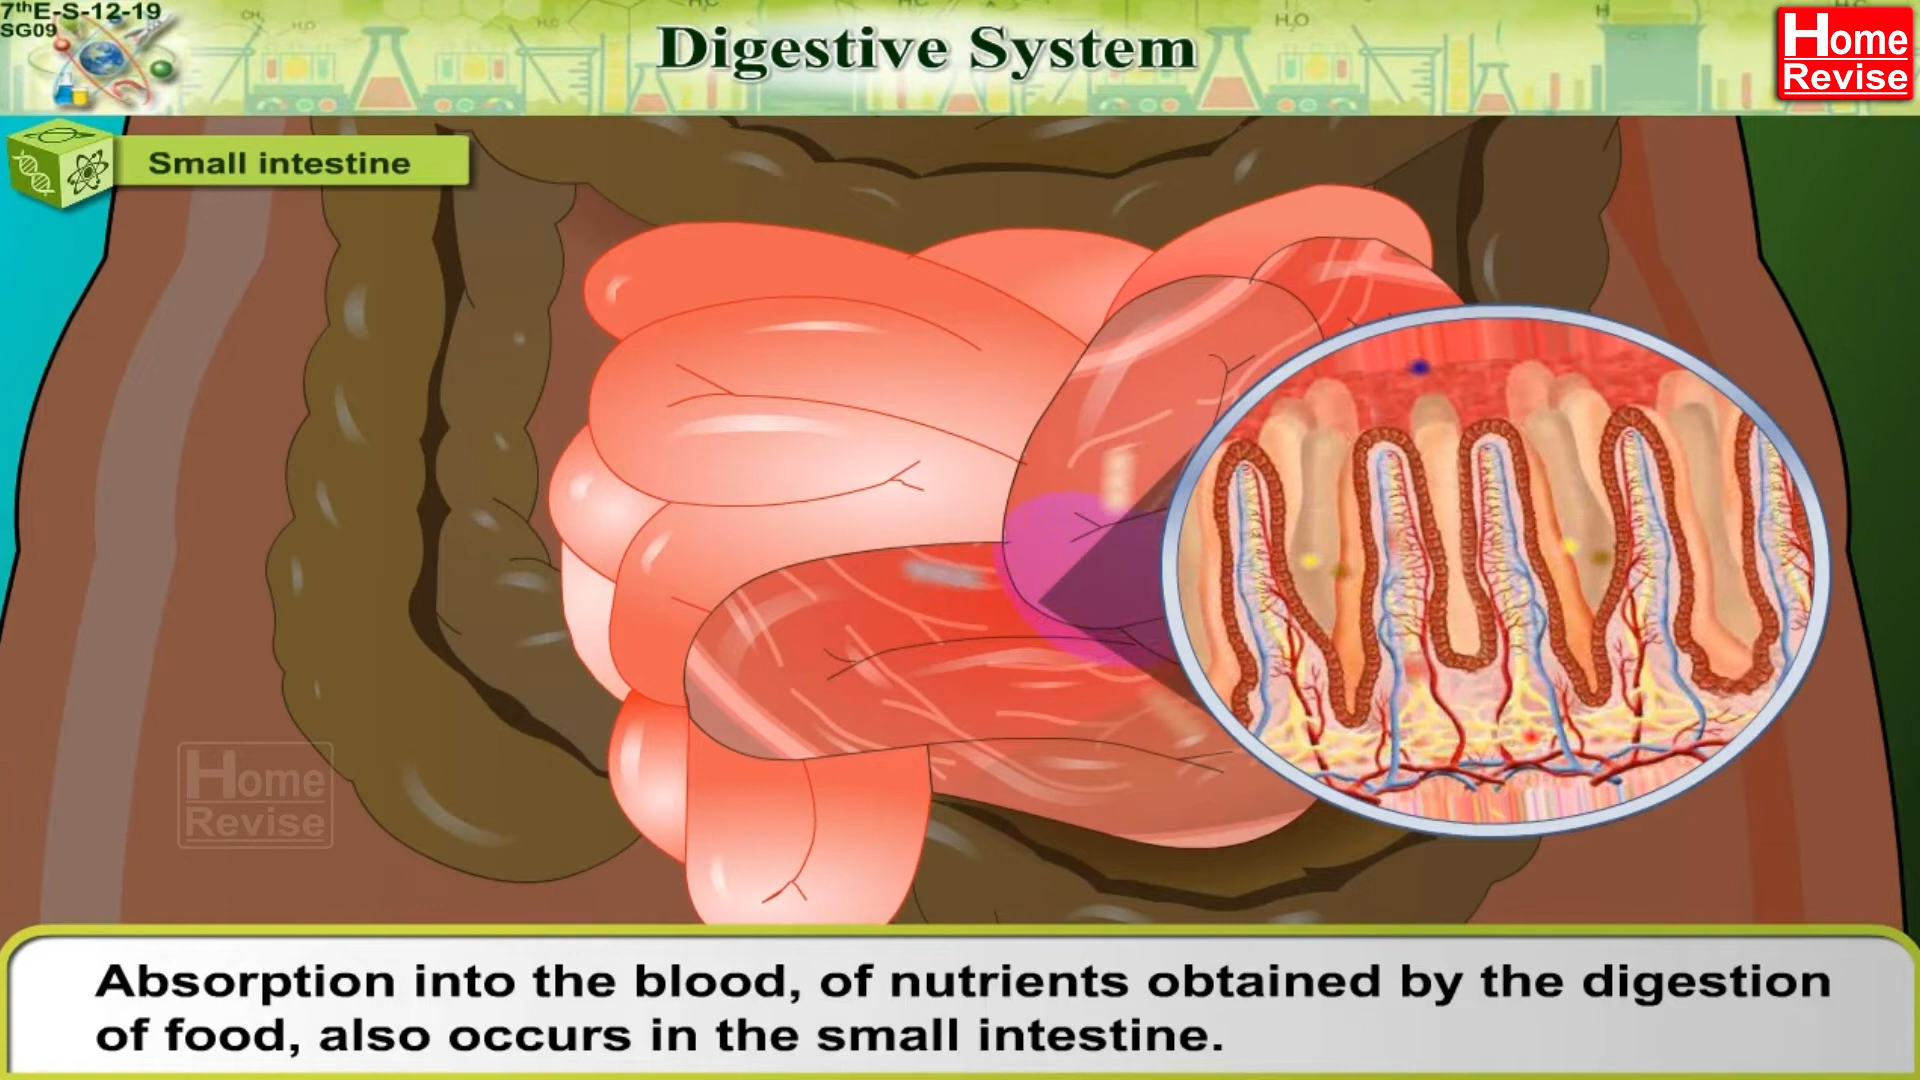 7thE-S-12-19
SG09
Digestive System
Home
Revise
Small intestine
Home
Revise
Absorption into the blood, of nutrients obtained by the digestion
of food, also occurs in the small intestine.